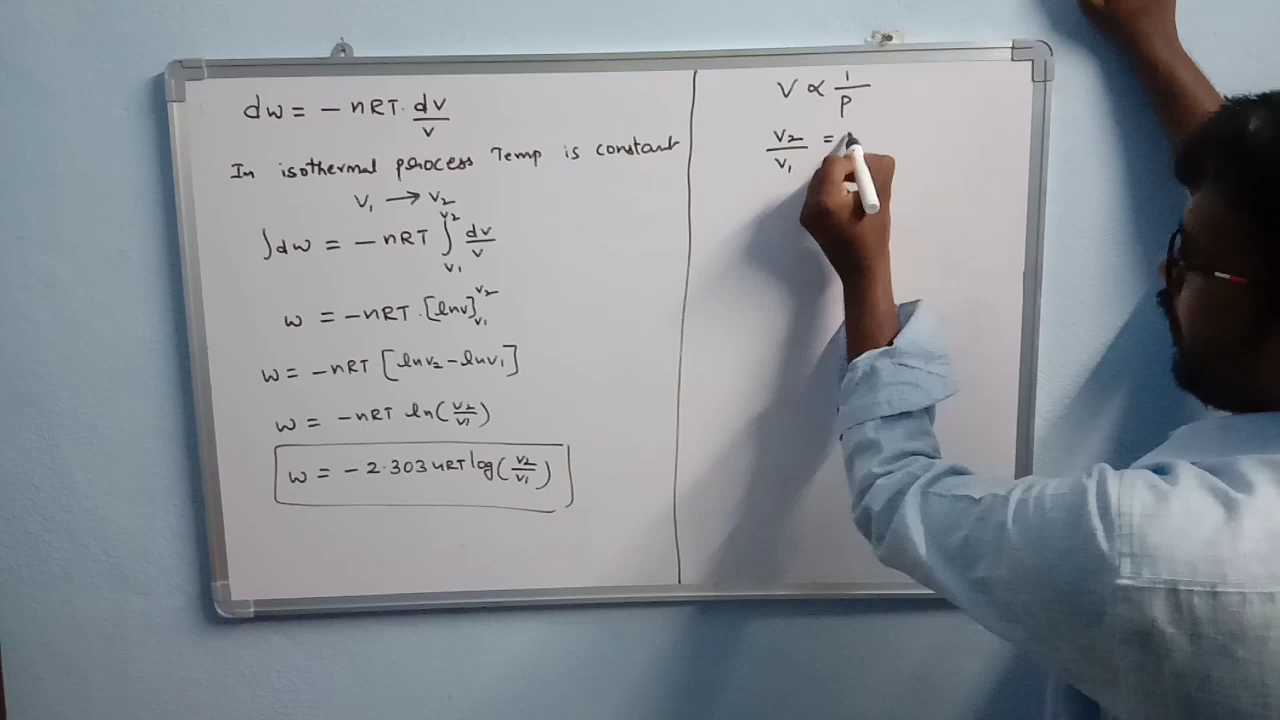 dw = - nRT. dv/v
In isothermal process Temp is constant
V₁ → V₂
∫dw = - nRT ∫_{v₁}^{v₂} dv/v
w = - nRT . [lnv]_{v₁}^{v₂}
w = - nRT [lnv₂ - lnv₁]
w = - nRT ln(v₂/v₁)
w = - 2.303 nRT log(v₂/v₁)
V ∝ 1/P
V₂/V₁ =